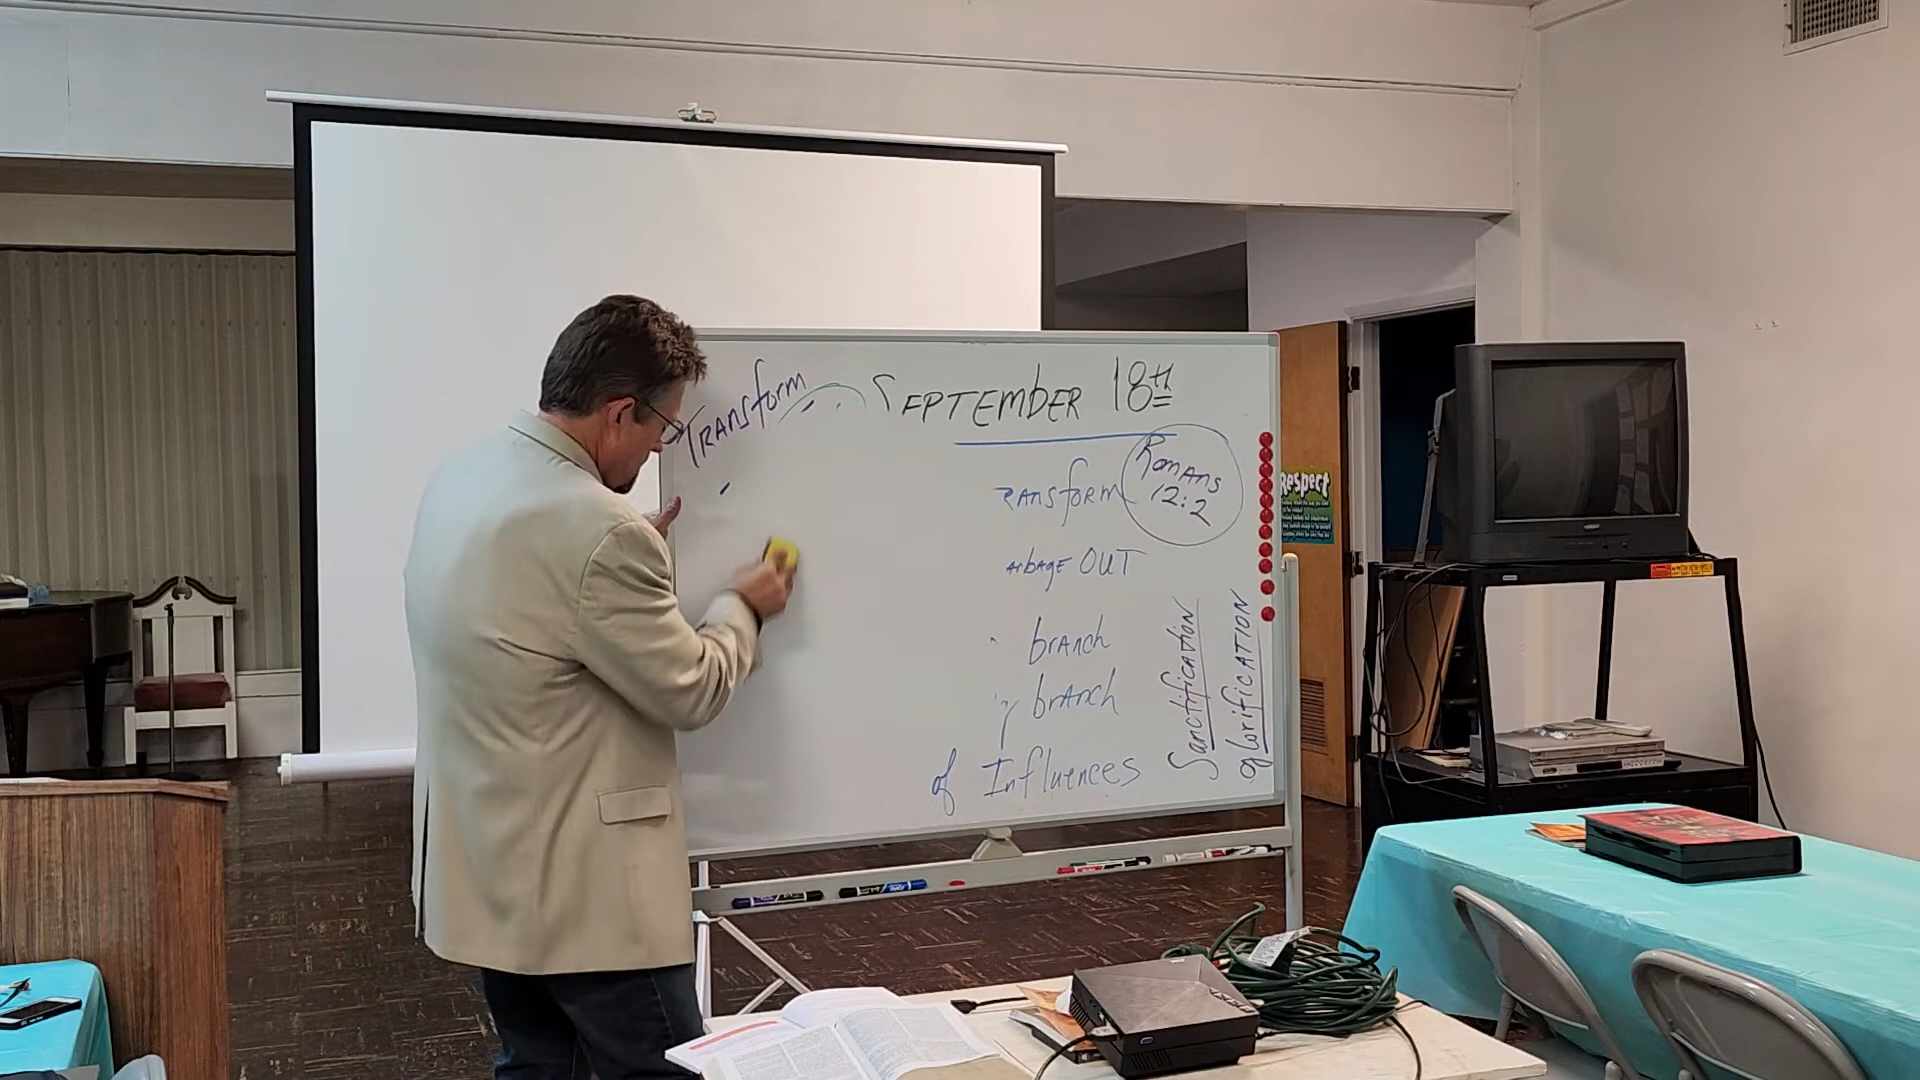 Transform
SEPTEMBER 18th
RANSform
Romans
12:2
ArbAgE OUT
brAnch
brAnch
of Influences
Sanctification
glorification
Respect